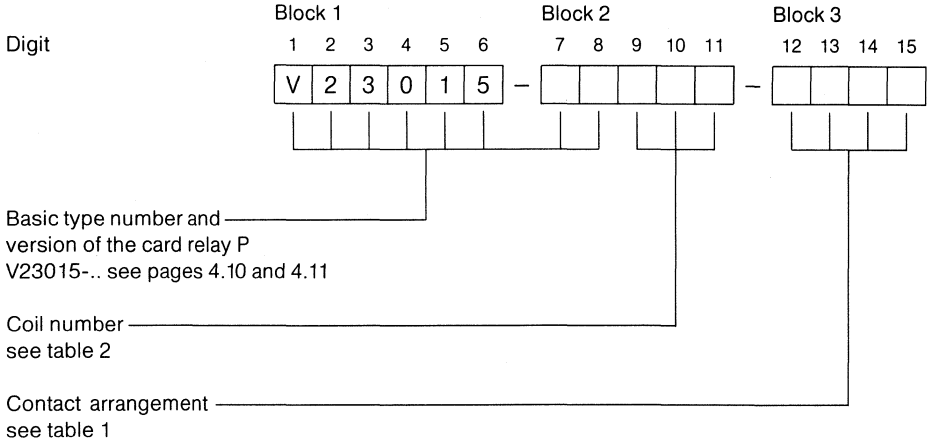 Block 1 Block 2 Block 3
Digit 1 2 3 4 5 6 7 8 9 10 11 12 13 14 15
V 2 3 0 1 5 – –
Basic type number and
version of the card relay P
V23015-.. see pages 4.10 and 4.11
Coil number
see table 2
Contact arrangement
see table 1